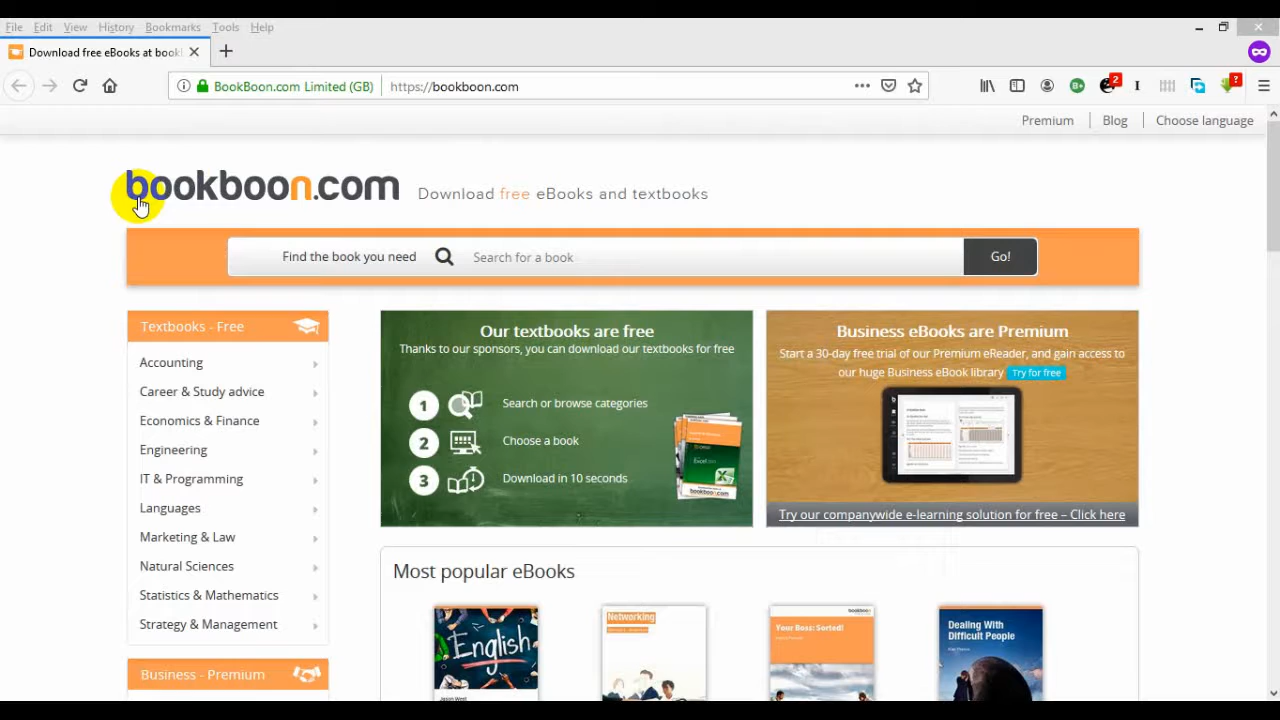 File Edit View History Bookmarks Tools Help
Download free eBooks at book
BookBoon.com Limited (GB) https://bookboon.com
2
?
Premium Blog Choose language
bookboon.com Download free eBooks and textbooks
Find the book you need Search for a book Go!
Textbooks - Free
Accounting
Career & Study advice
Economics & Finance
Engineering
IT & Programming
Languages
Marketing & Law
Natural Sciences
Statistics & Mathematics
Strategy & Management
Business - Premium
Our textbooks are free
Thanks to our sponsors, you can download our textbooks for free
1 Search or browse categories
2 Choose a book
3 Download in 10 seconds
bookboon.com
Business eBooks are Premium
Start a 30-day free trial of our Premium eReader, and gain access to
our huge Business eBook library Try for free
Try our companywide e-learning solution for free – Click here
Most popular eBooks
English
Networking
Your Boss: Sorted!
bookboon
Dealing With
Difficult People